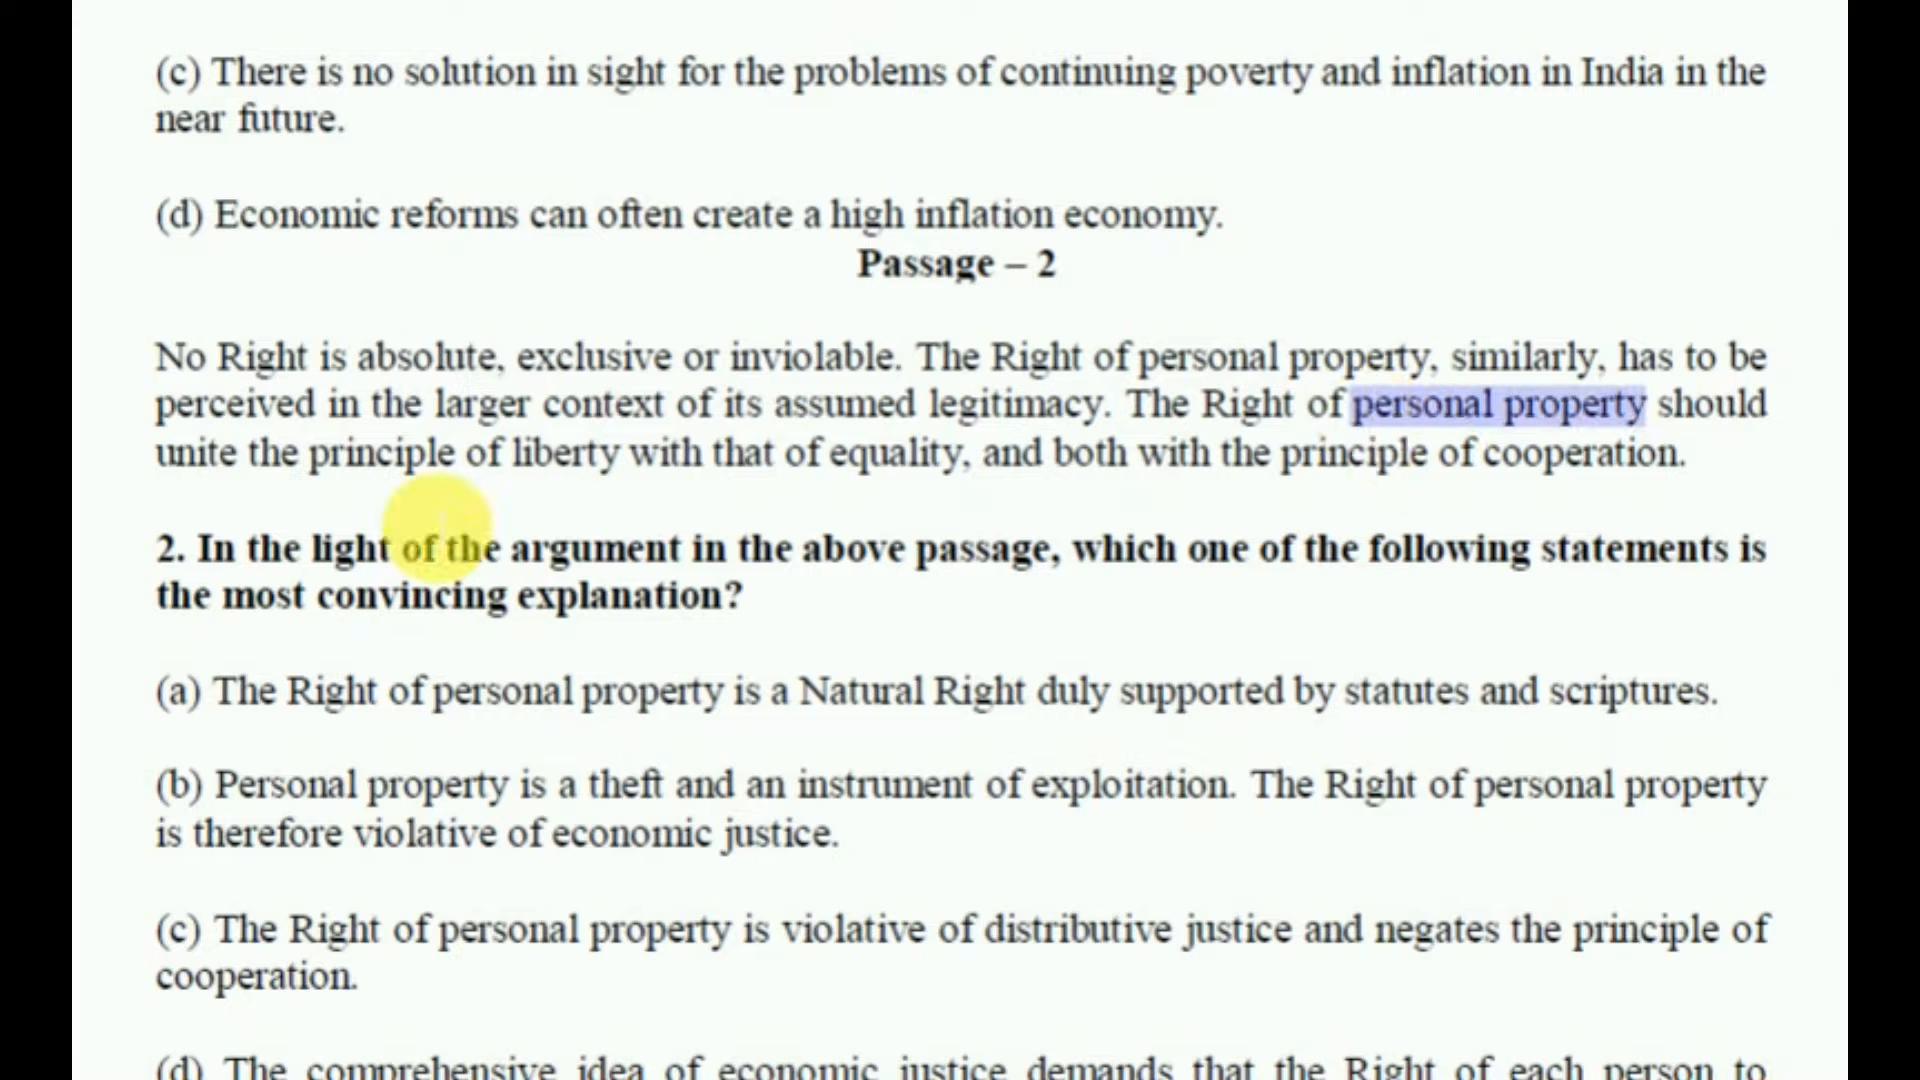 (c) There is no solution in sight for the problems of continuing poverty and inflation in India in the
near future.
(d) Economic reforms can often create a high inflation economy.
Passage – 2
No Right is absolute, exclusive or inviolable. The Right of personal property, similarly, has to be
perceived in the larger context of its assumed legitimacy. The Right of personal property should
unite the principle of liberty with that of equality, and both with the principle of cooperation.
2. In the light of the argument in the above passage, which one of the following statements is
the most convincing explanation?
(a) The Right of personal property is a Natural Right duly supported by statutes and scriptures.
(b) Personal property is a theft and an instrument of exploitation. The Right of personal property
is therefore violative of economic justice.
(c) The Right of personal property is violative of distributive justice and negates the principle of
cooperation.
(d) The comprehensive idea of economic justice demands that the Right of each person to